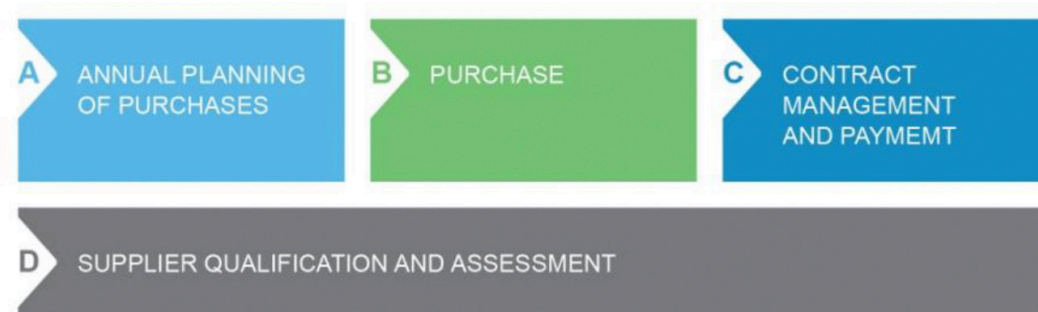 A
ANNUAL PLANNING
OF PURCHASES
B
PURCHASE
C
CONTRACT
MANAGEMENT
AND PAYMEMT
D
SUPPLIER QUALIFICATION AND ASSESSMENT